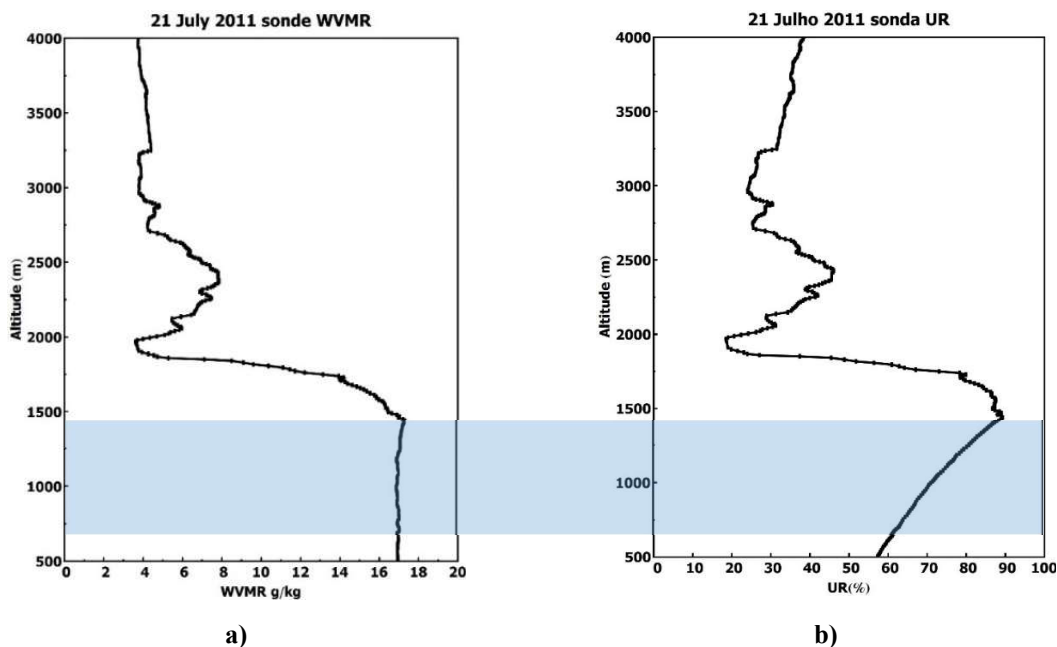 21 July 2011 sonde WVMR
4000
3500
3000
2500
2000
1500
1000
500
Altitude (m)
0 2 4 6 8 10 12 14 16 18 20
WVMR g/kg
a)
21 Julho 2011 sonda UR
4000
3500
3000
2500
2000
1500
1000
500
Altitude (m)
0 10 20 30 40 50 60 70 80 90 100
UR(%)
b)